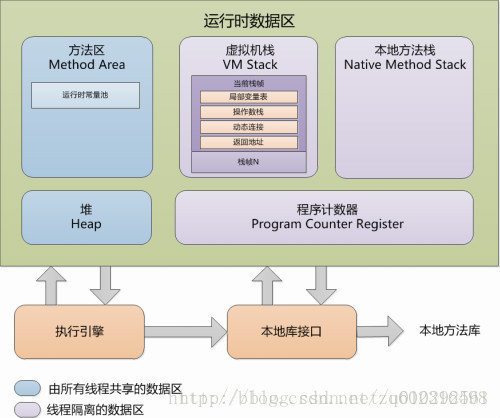 运行时数据区
方法区
Method Area
运行时常量池
虚拟机栈
VM Stack
当前栈帧
局部变量表
操作数栈
动态连接
返回地址
栈帧N
本地方法栈
Native Method Stack
堆
Heap
程序计数器
Program Counter Register
执行引擎
本地库接口
本地方法库
由所有线程共享的数据区
线程隔离的数据区